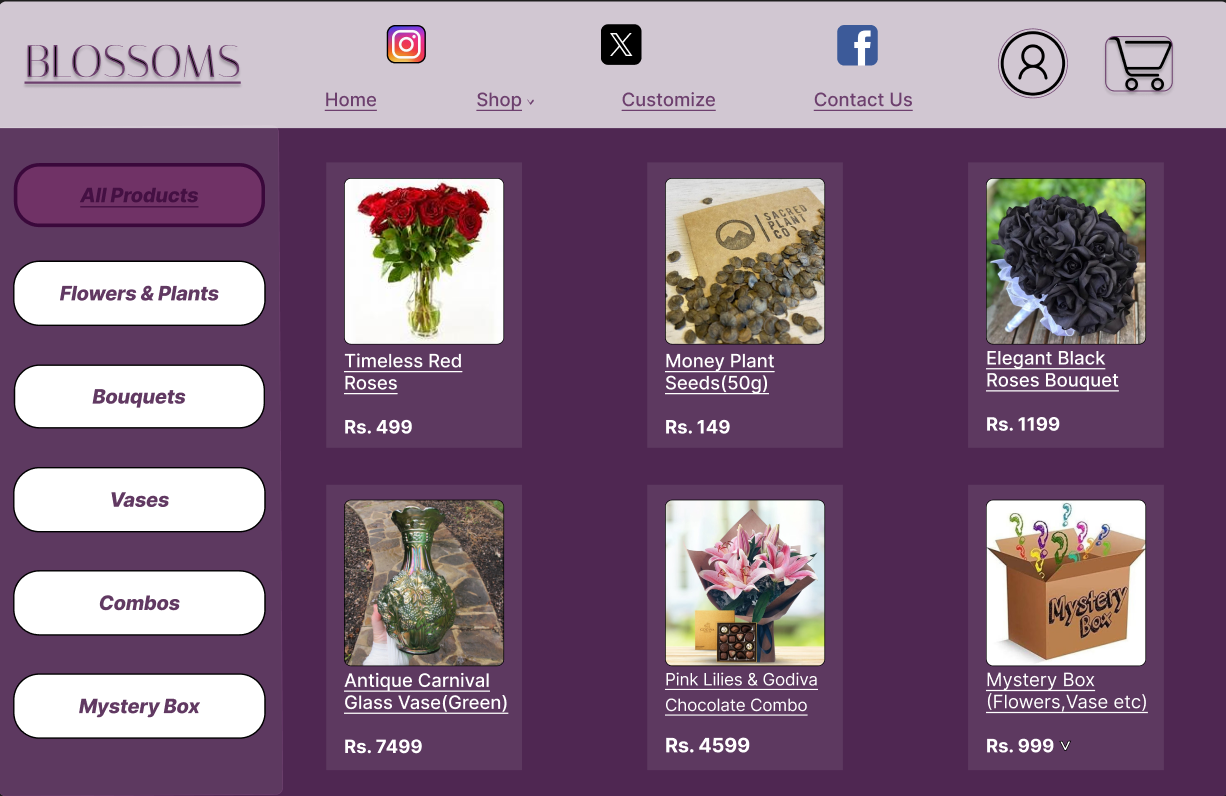 BLOSSOMS
Home
Shop v
Customize
Contact Us
All Products
Flowers & Plants
Bouquets
Vases
Combos
Mystery Box
SACRED
PLANT
CO
Timeless Red
Roses
Rs. 499
Money Plant
Seeds(50g)
Rs. 149
Elegant Black
Roses Bouquet
Rs. 1199
Antique Carnival
Glass Vase(Green)
Rs. 7499
Pink Lilies & Godiva
Chocolate Combo
Rs. 4599
Mystery
Box
Mystery Box
(Flowers,Vase etc)
Rs. 999 v